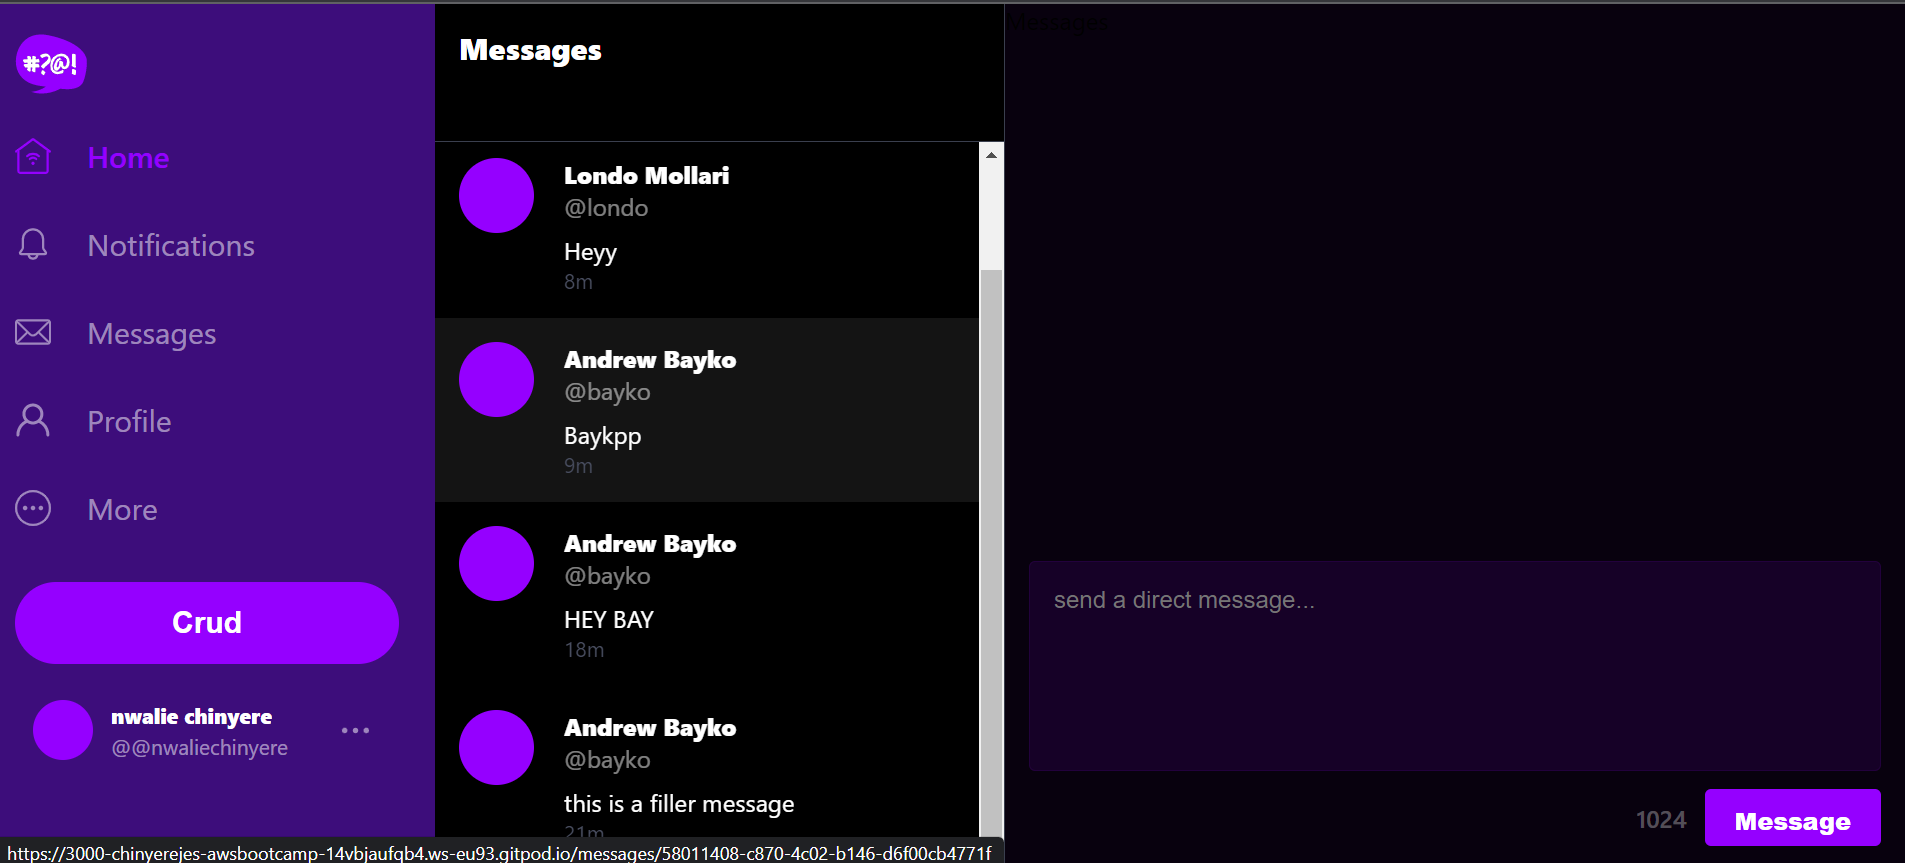 #?@!
Home
Notifications
Messages
Profile
More
Crud
nwalie chinyere
@@nwaliechinyere
Messages
Londo Mollari
@londo
Heyy
8m
Andrew Bayko
@bayko
Baykpp
9m
Andrew Bayko
@bayko
HEY BAY
18m
Andrew Bayko
@bayko
this is a filler message
21m
Messages
send a direct message...
1024
Message
https://3000-chinyerejes-awsbootcamp-14vbjaufqb4.ws-eu93.gitpod.io/messages/58011408-c870-4c02-b146-d6f00cb4771f